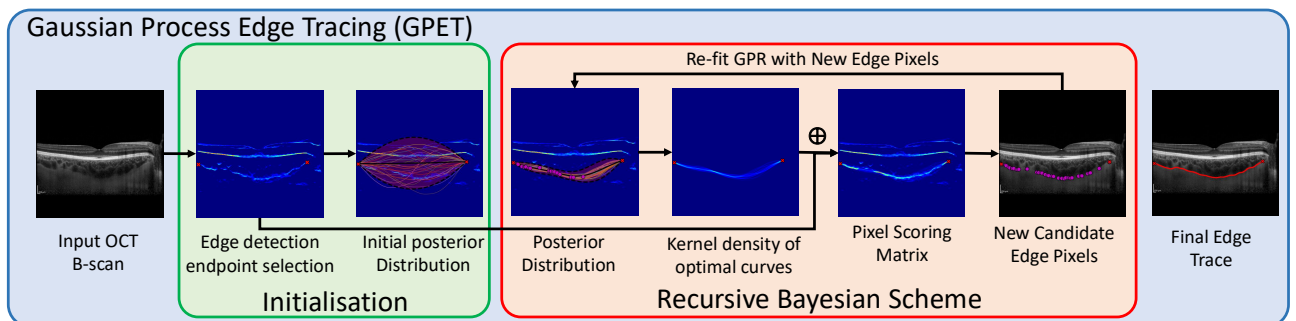 Gaussian Process Edge Tracing (GPET)
Re-fit GPR with New Edge Pixels
⊕
Input OCT
B-scan
Edge detection
endpoint selection
Initial posterior
Distribution
Posterior
Distribution
Kernel density of
optimal curves
Pixel Scoring
Matrix
New Candidate
Edge Pixels
Final Edge
Trace
Initialisation
Recursive Bayesian Scheme